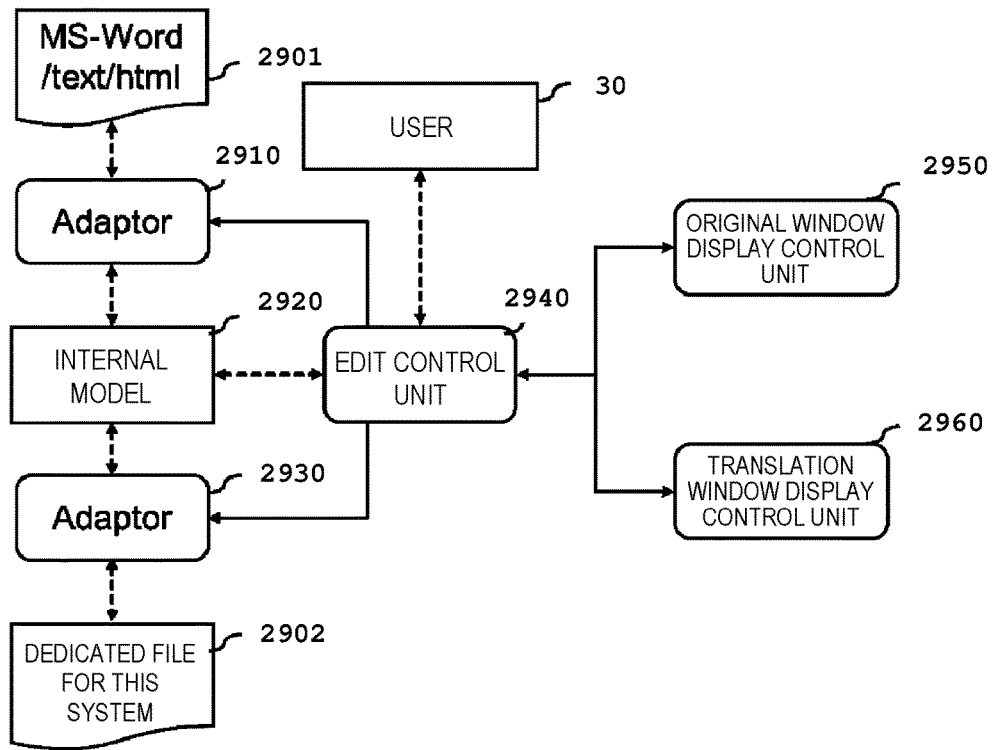 MS-Word
/text/html
2901
USER
30
2910
Adaptor
2950
ORIGINAL WINDOW
DISPLAY CONTROL
UNIT
2920
INTERNAL
MODEL
2940
EDIT CONTROL
UNIT
2930
Adaptor
2960
TRANSLATION
WINDOW DISPLAY
CONTROL UNIT
2902
DEDICATED FILE
FOR THIS
SYSTEM